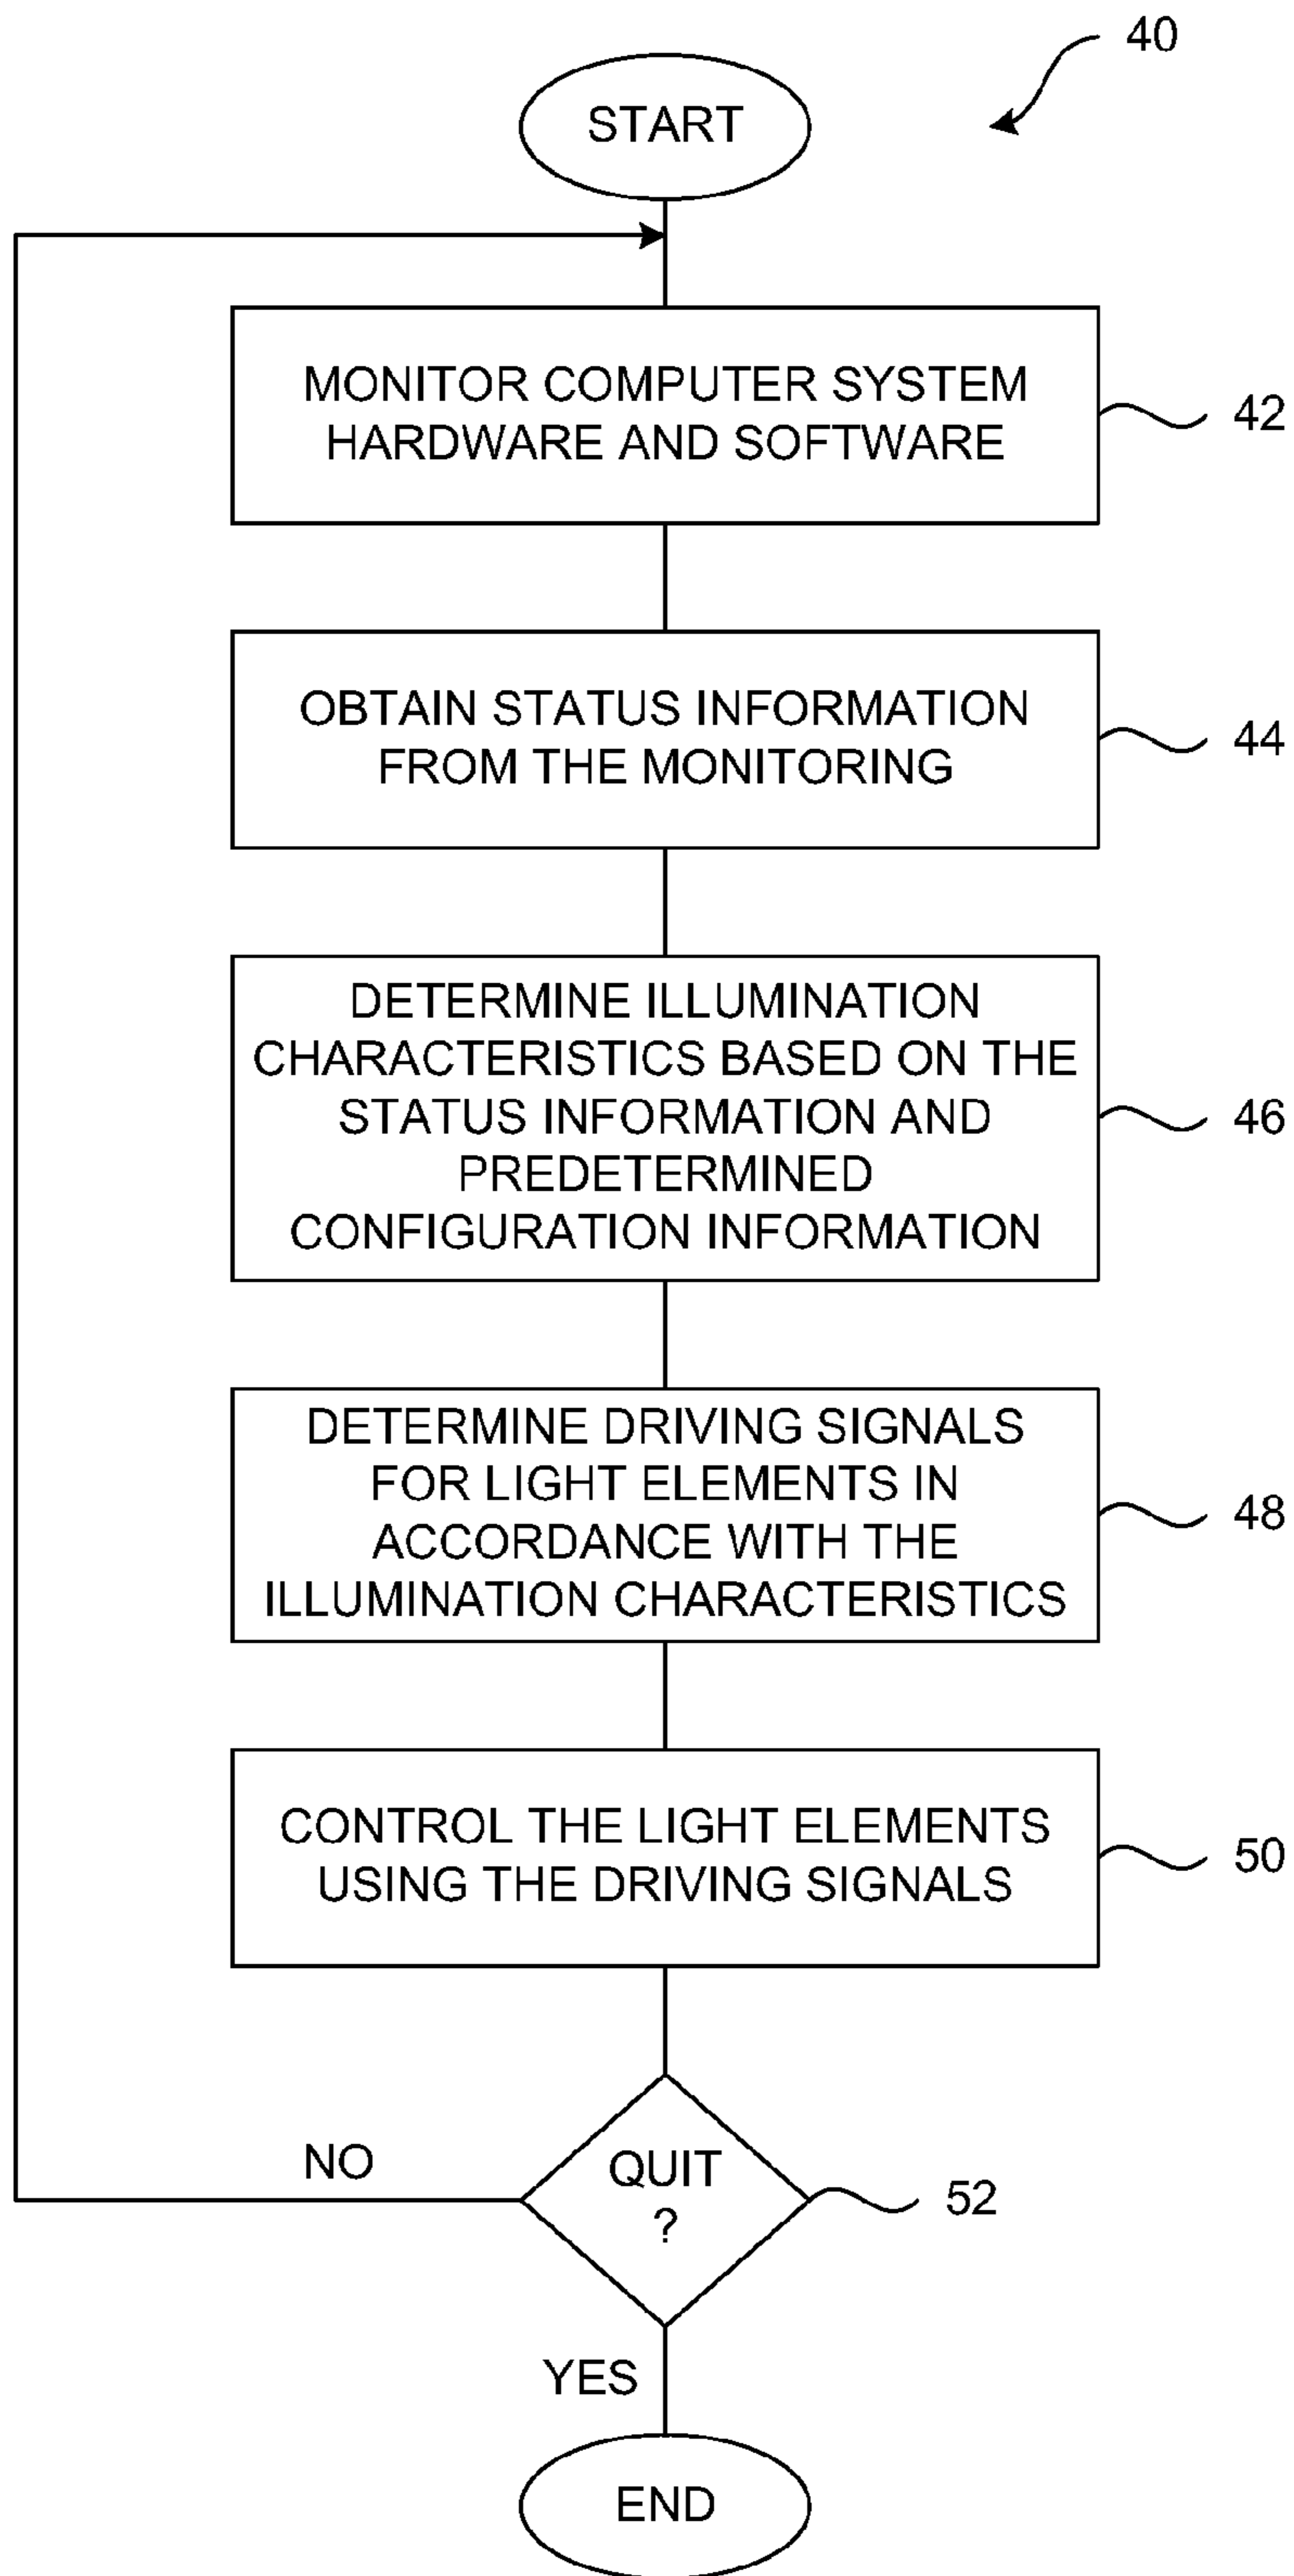 40
START
MONITOR COMPUTER SYSTEM
HARDWARE AND SOFTWARE
42
OBTAIN STATUS INFORMATION
FROM THE MONITORING
44
DETERMINE ILLUMINATION
CHARACTERISTICS BASED ON THE
STATUS INFORMATION AND
PREDETERMINED
CONFIGURATION INFORMATION
46
DETERMINE DRIVING SIGNALS
FOR LIGHT ELEMENTS IN
ACCORDANCE WITH THE
ILLUMINATION CHARACTERISTICS
48
CONTROL THE LIGHT ELEMENTS
USING THE DRIVING SIGNALS
50
NO
QUIT
?
52
YES
END